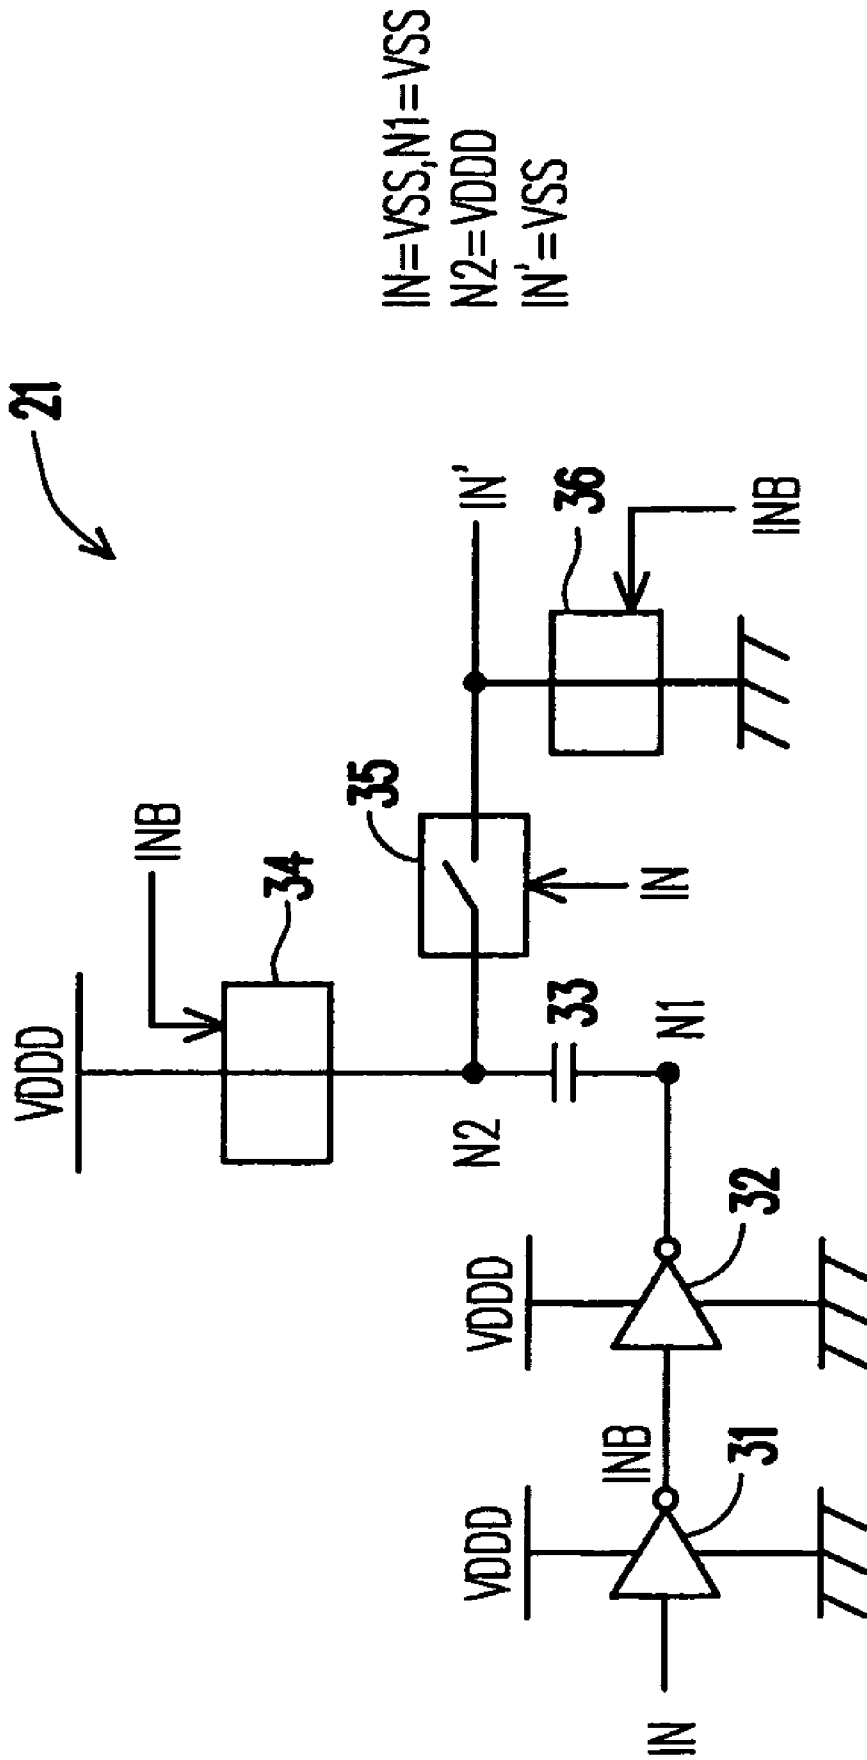 21
VDDD
INB
34
N2
33
N1
35
IN
IN'
36
INB
VDDD
VDDD
IN
31
INB
32
IN=VSS,N1=VSS
N2=VDDD
IN'=VSS